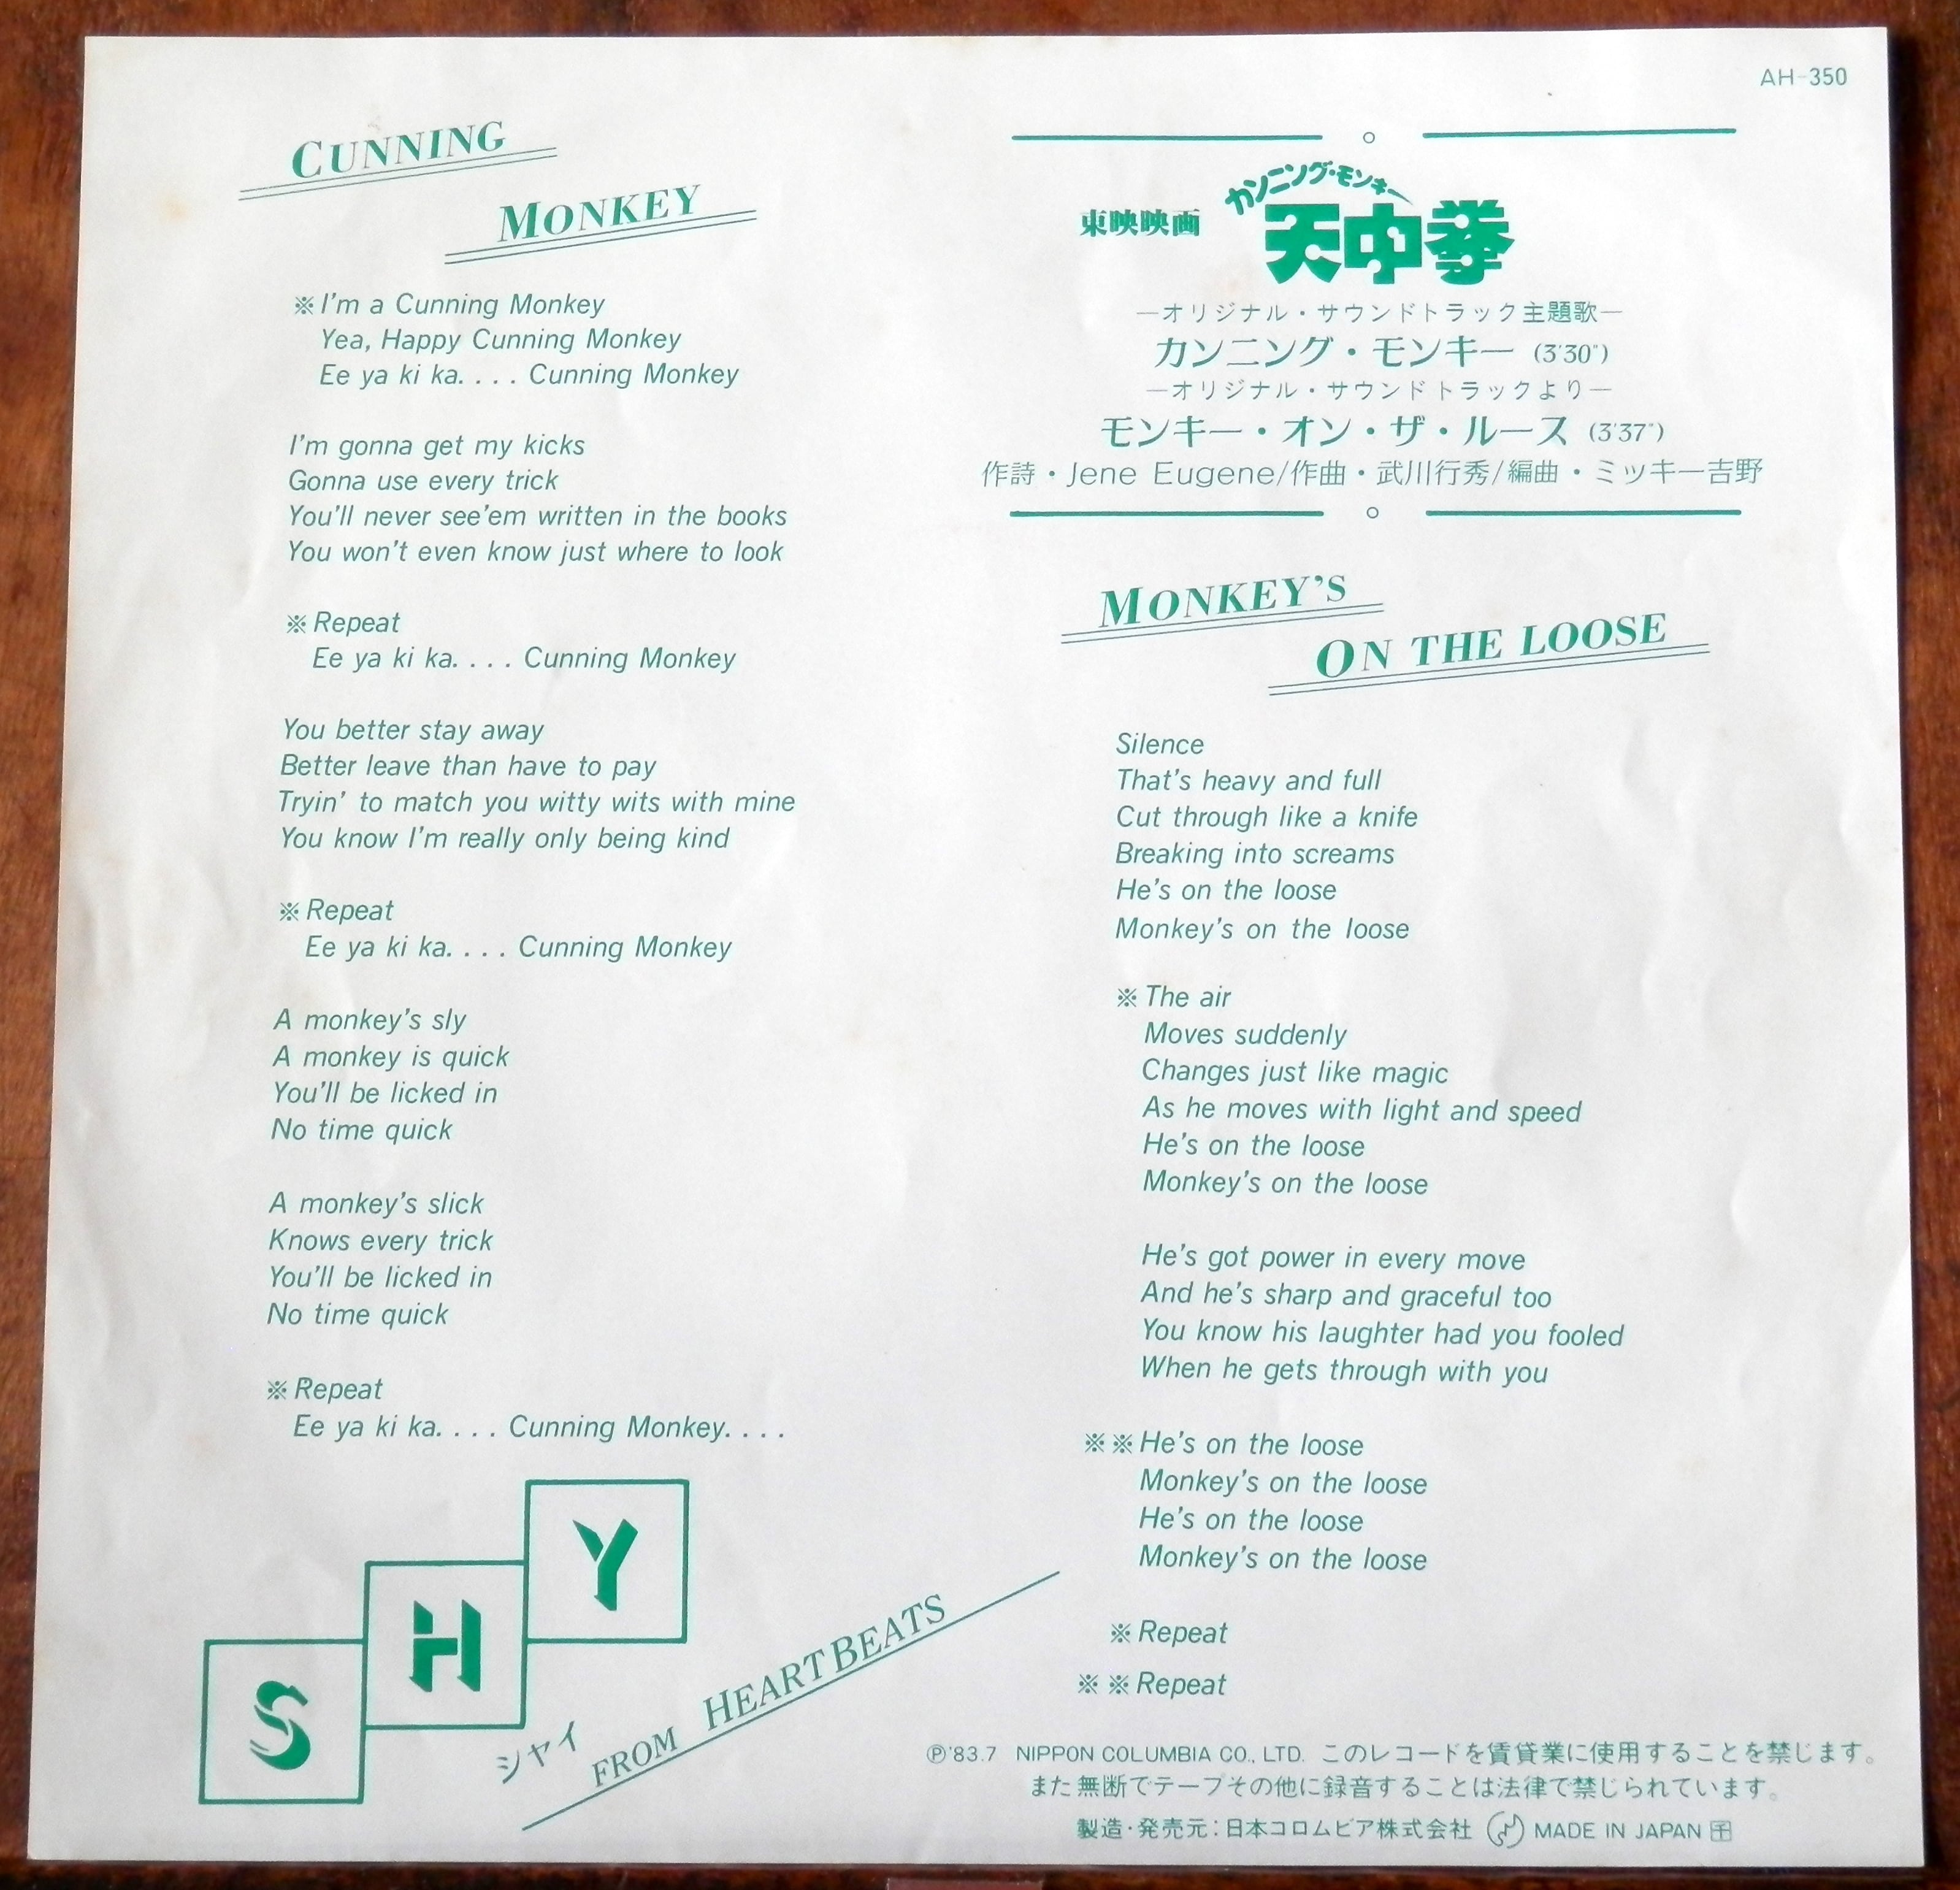 AH-350
CUNNING
MONKEY
※I'm a Cunning Monkey
Yea, Happy Cunning Monkey
Ee ya ki ka. . . . Cunning Monkey
I'm gonna get my kicks
Gonna use every trick
You'll never see'em written in the books
You won't even know just where to look
※Repeat
Ee ya ki ka. . . . Cunning Monkey
You better stay away
Better leave than have to pay
Tryin' to match you witty wits with mine
You know I'm really only being kind
※Repeat
Ee ya ki ka. . . . Cunning Monkey
A monkey's sly
A monkey is quick
You'll be licked in
No time quick
A monkey's slick
Knows every trick
You'll be licked in
No time quick
※Repeat
Ee ya ki ka. . . . Cunning Monkey. . . .
S H Y
シャイ
FROM HEART BEATS
カンニング・モンキー
東映映画 天中拳
—オリジナル・サウンドトラック主題歌—
カンニング・モンキー (3'30")
—オリジナル・サウンドトラックより—
モンキー・オン・ザ・ルース (3'37")
作詩・Jene Eugene/作曲・武川行秀/編曲・ミッキー吉野
MONKEY'S
ON THE LOOSE
Silence
That's heavy and full
Cut through like a knife
Breaking into screams
He's on the loose
Monkey's on the loose
※The air
Moves suddenly
Changes just like magic
As he moves with light and speed
He's on the loose
Monkey's on the loose
He's got power in every move
And he's sharp and graceful too
You know his laughter had you fooled
When he gets through with you
※※He's on the loose
Monkey's on the loose
He's on the loose
Monkey's on the loose
※Repeat
※※Repeat
Ⓟ'83.7 NIPPON COLUMBIA CO., LTD. このレコードを賃貸業に使用することを禁じます。
また無断でテープその他に録音することは法律で禁じられています。
製造・発売元：日本コロムビア株式会社 MADE IN JAPAN